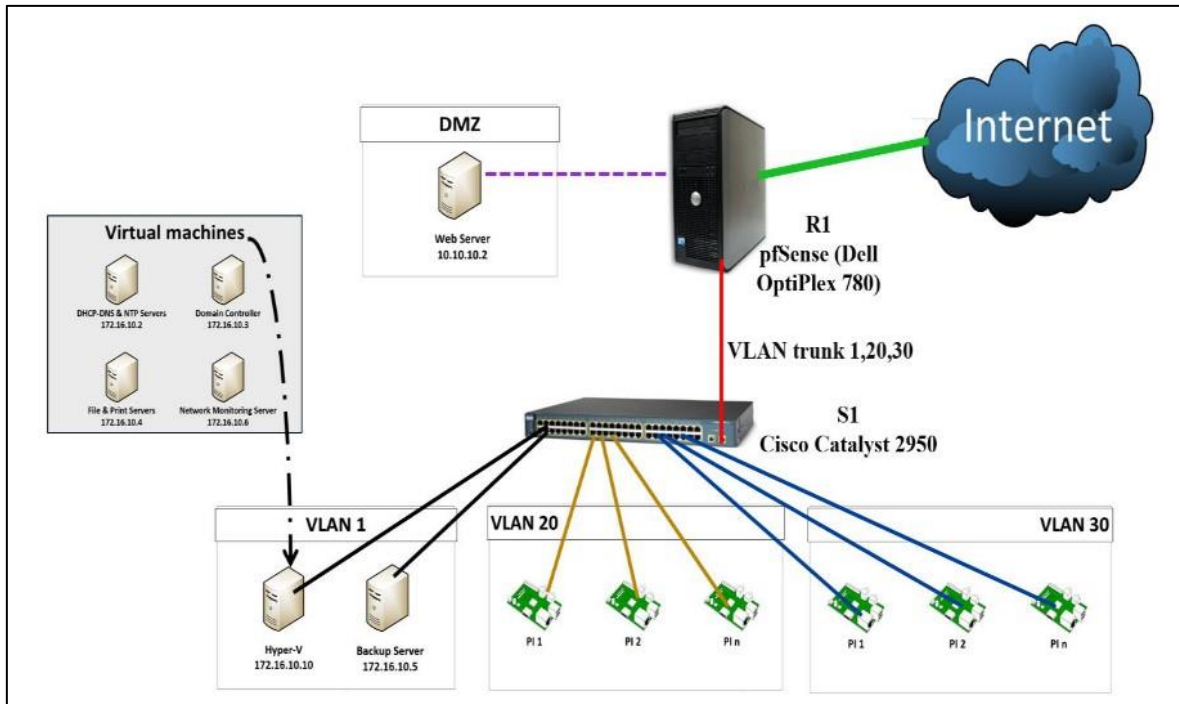 Internet
DMZ
Web Server
10.10.10.2
R1
pfSense (Dell
OptiPlex 780)
Virtual machines
DHCP-DNS & NTP Servers
172.16.10.2
Domain Controller
172.16.10.3
File & Print Servers
172.16.10.4
Network Monitoring Server
172.16.10.6
VLAN trunk 1,20,30
S1
Cisco Catalyst 2950
VLAN 1
Hyper-V
172.16.10.10
Backup Server
172.16.10.5
VLAN 20
PI 1
PI 2
PI n
VLAN 30
PI 1
PI 2
PI n